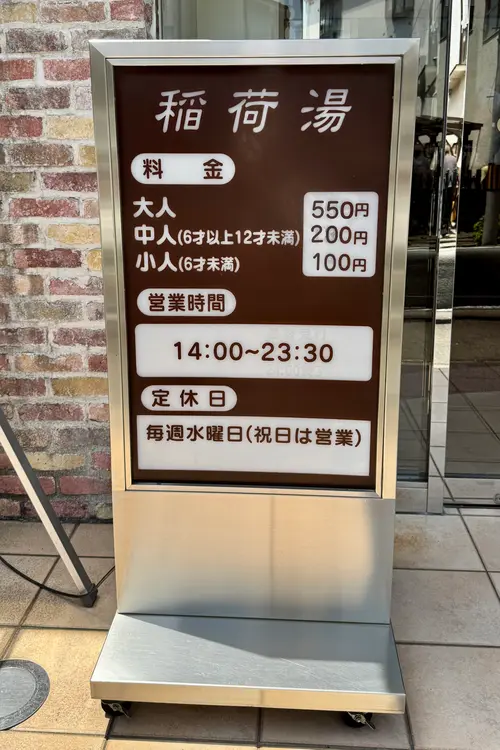 稲荷湯
料金
大人 550円
中人(6才以上12才未満) 200円
小人(6才未満) 100円
営業時間
14:00~23:30
定休日
毎週水曜日(祝日は営業)